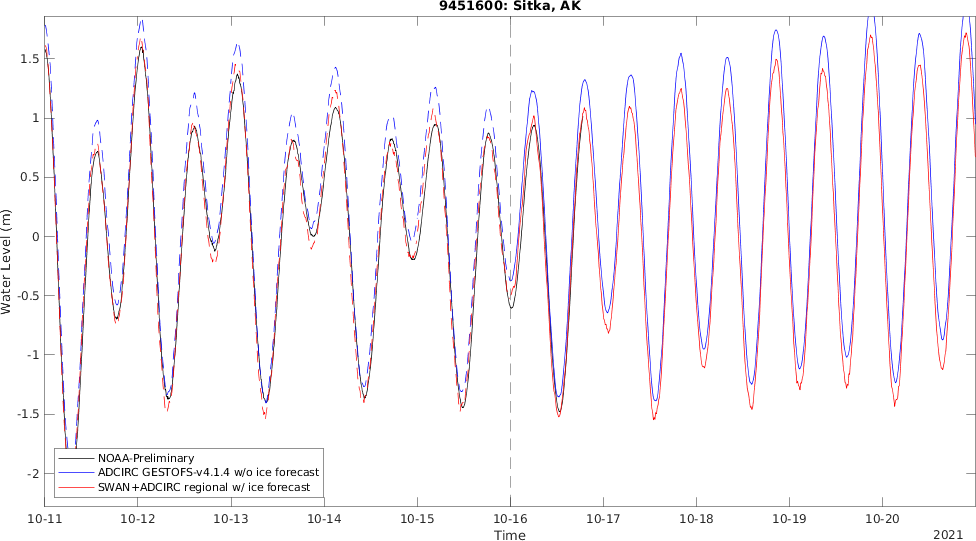 9451600: Sitka, AK
Water Level (m)
1.5
1
0.5
0
-0.5
-1
-1.5
-2
NOAA-Preliminary
ADCIRC GESTOFS-v4.1.4 w/o ice forecast
SWAN+ADCIRC regional w/ ice forecast
10-11 10-12 10-13 10-14 10-15 10-16 10-17 10-18 10-19 10-20
Time
2021